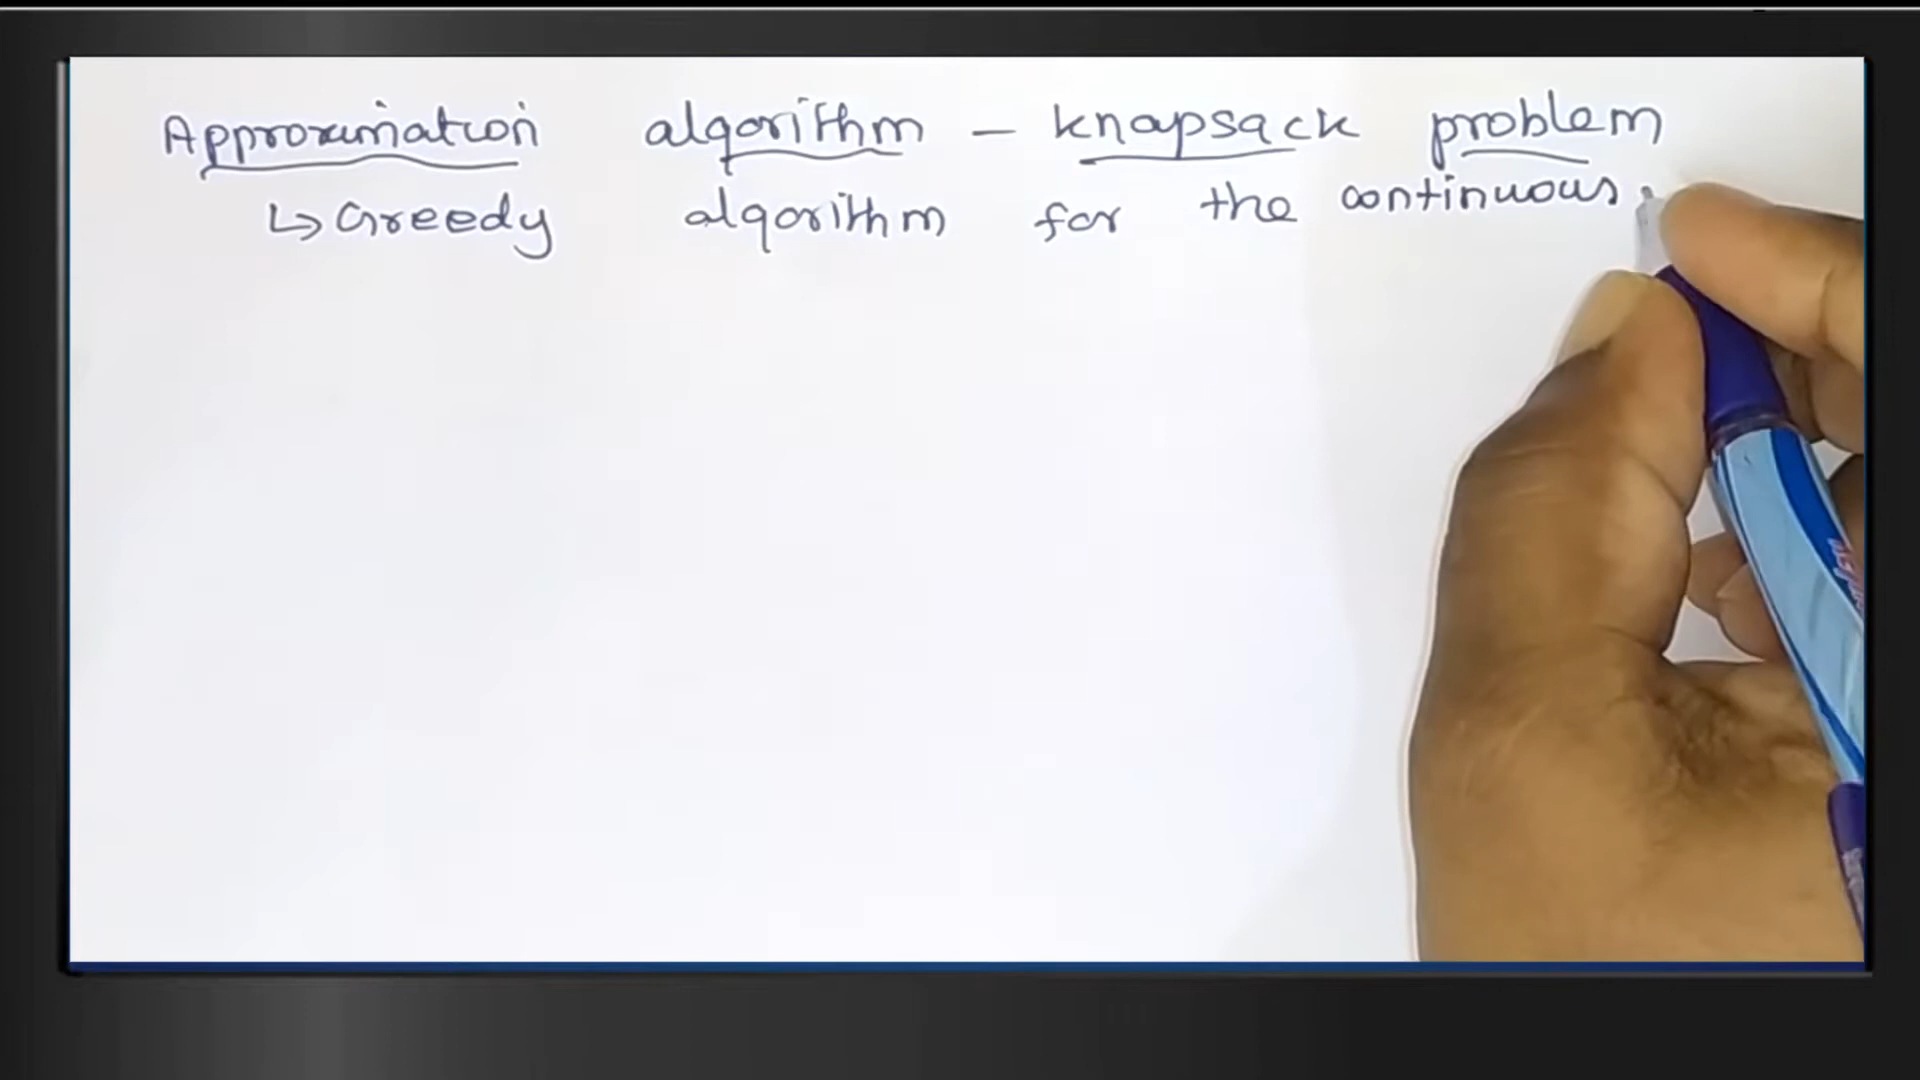 Approximation algorithm - knapsack problem
↳ Greedy algorithm for the continuous